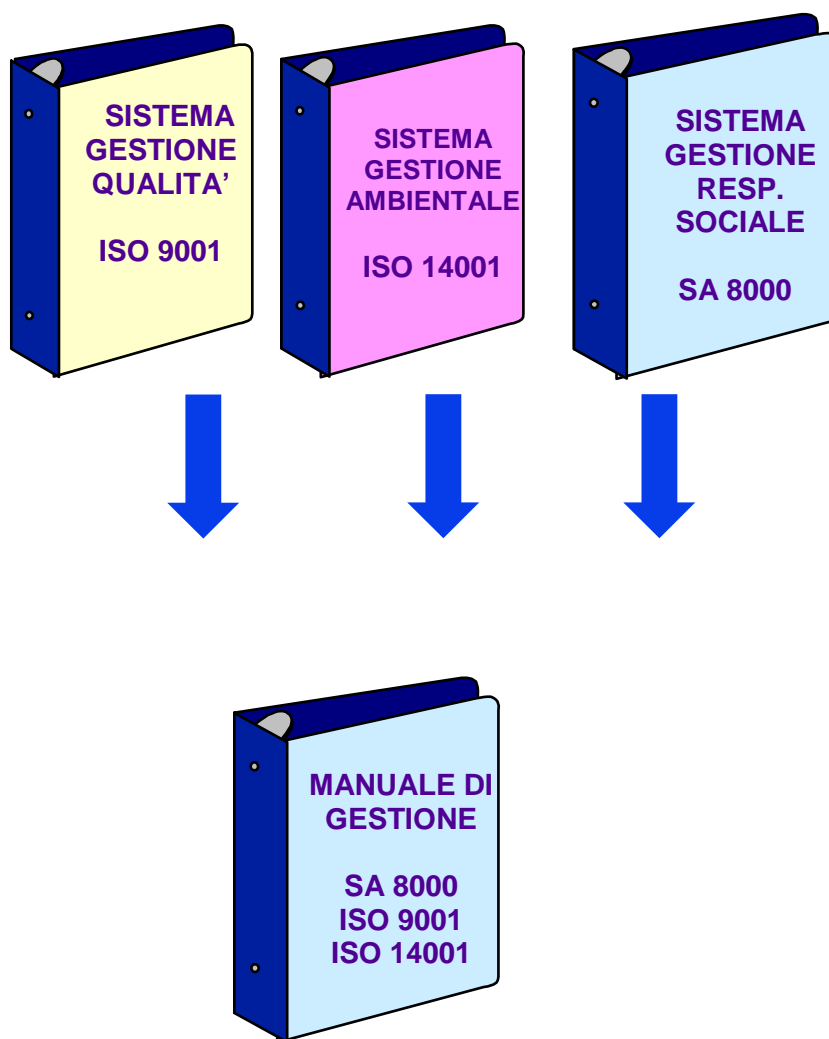 SISTEMA
GESTIONE
QUALITA’
ISO 9001
SISTEMA
GESTIONE
AMBIENTALE
ISO 14001
SISTEMA
GESTIONE
RESP.
SOCIALE
SA 8000
MANUALE DI
GESTIONE
SA 8000
ISO 9001
ISO 14001